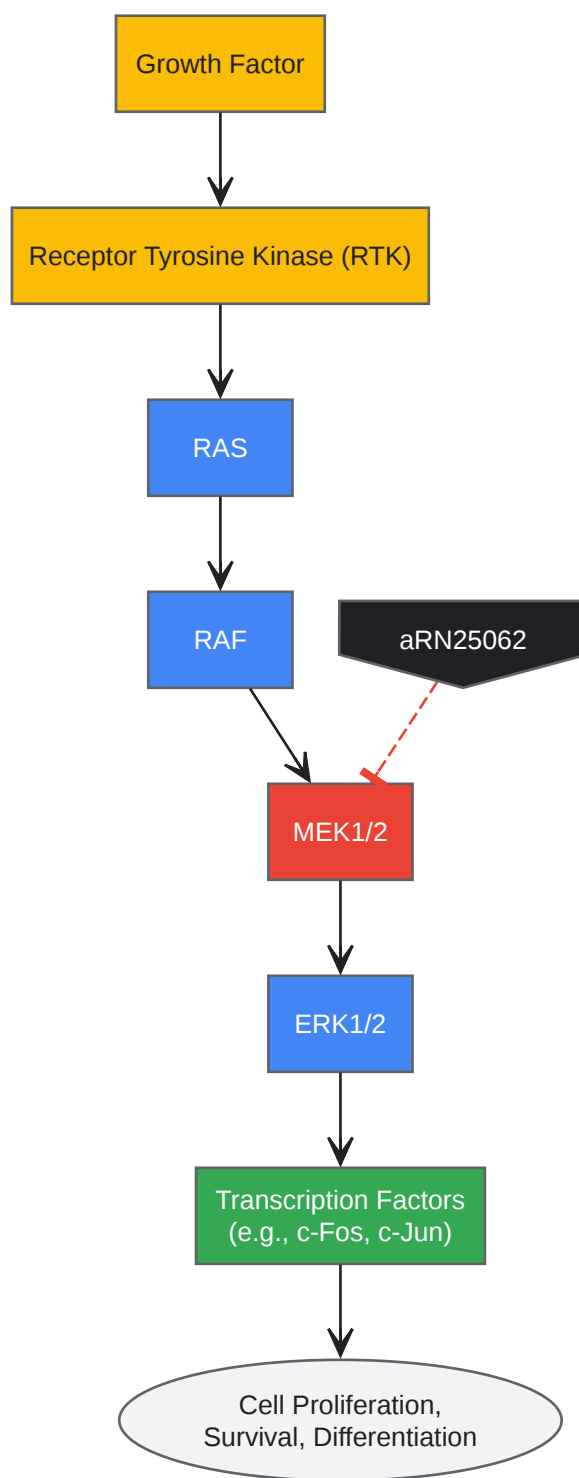 Growth Factor
Receptor Tyrosine Kinase (RTK)
RAS
RAF
aRN25062
MEK1/2
ERK1/2
Transcription Factors
(e.g., c-Fos, c-Jun)
Cell Proliferation,
Survival, Differentiation